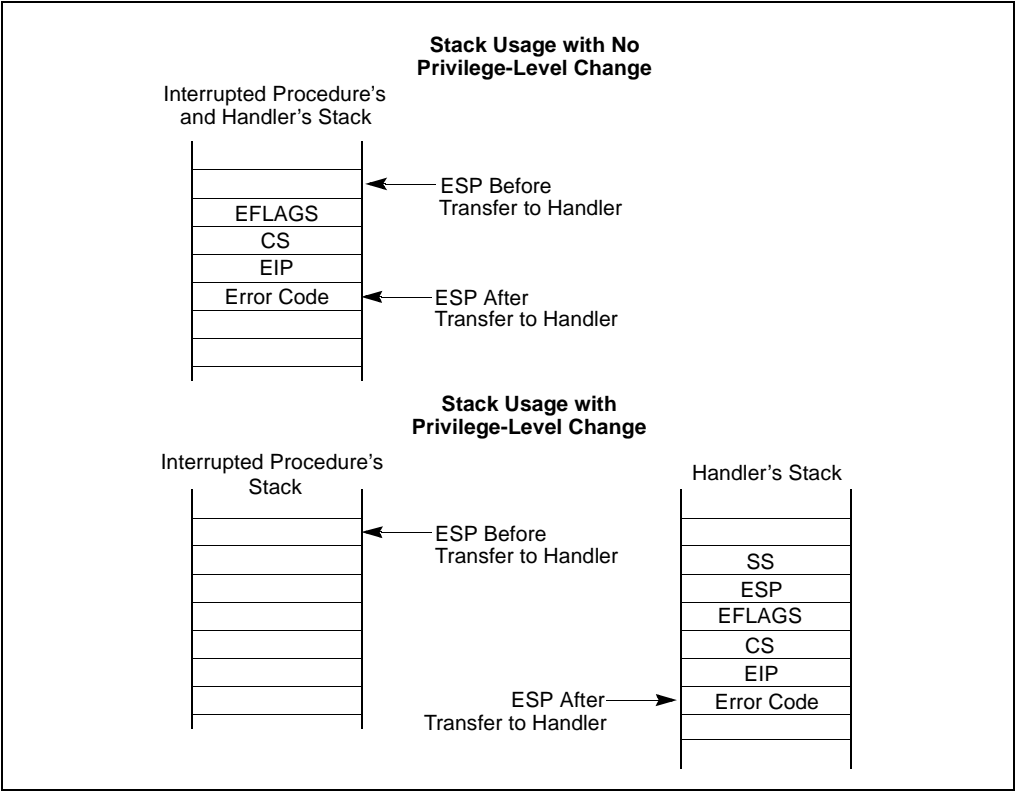 Stack Usage with No
Privilege-Level Change
Interrupted Procedure's
and Handler's Stack
ESP Before
Transfer to Handler
EFLAGS
CS
EIP
Error Code
ESP After
Transfer to Handler
Stack Usage with
Privilege-Level Change
Interrupted Procedure's
Stack
Handler's Stack
ESP Before
Transfer to Handler
SS
ESP
EFLAGS
CS
EIP
Error Code
ESP After
Transfer to Handler